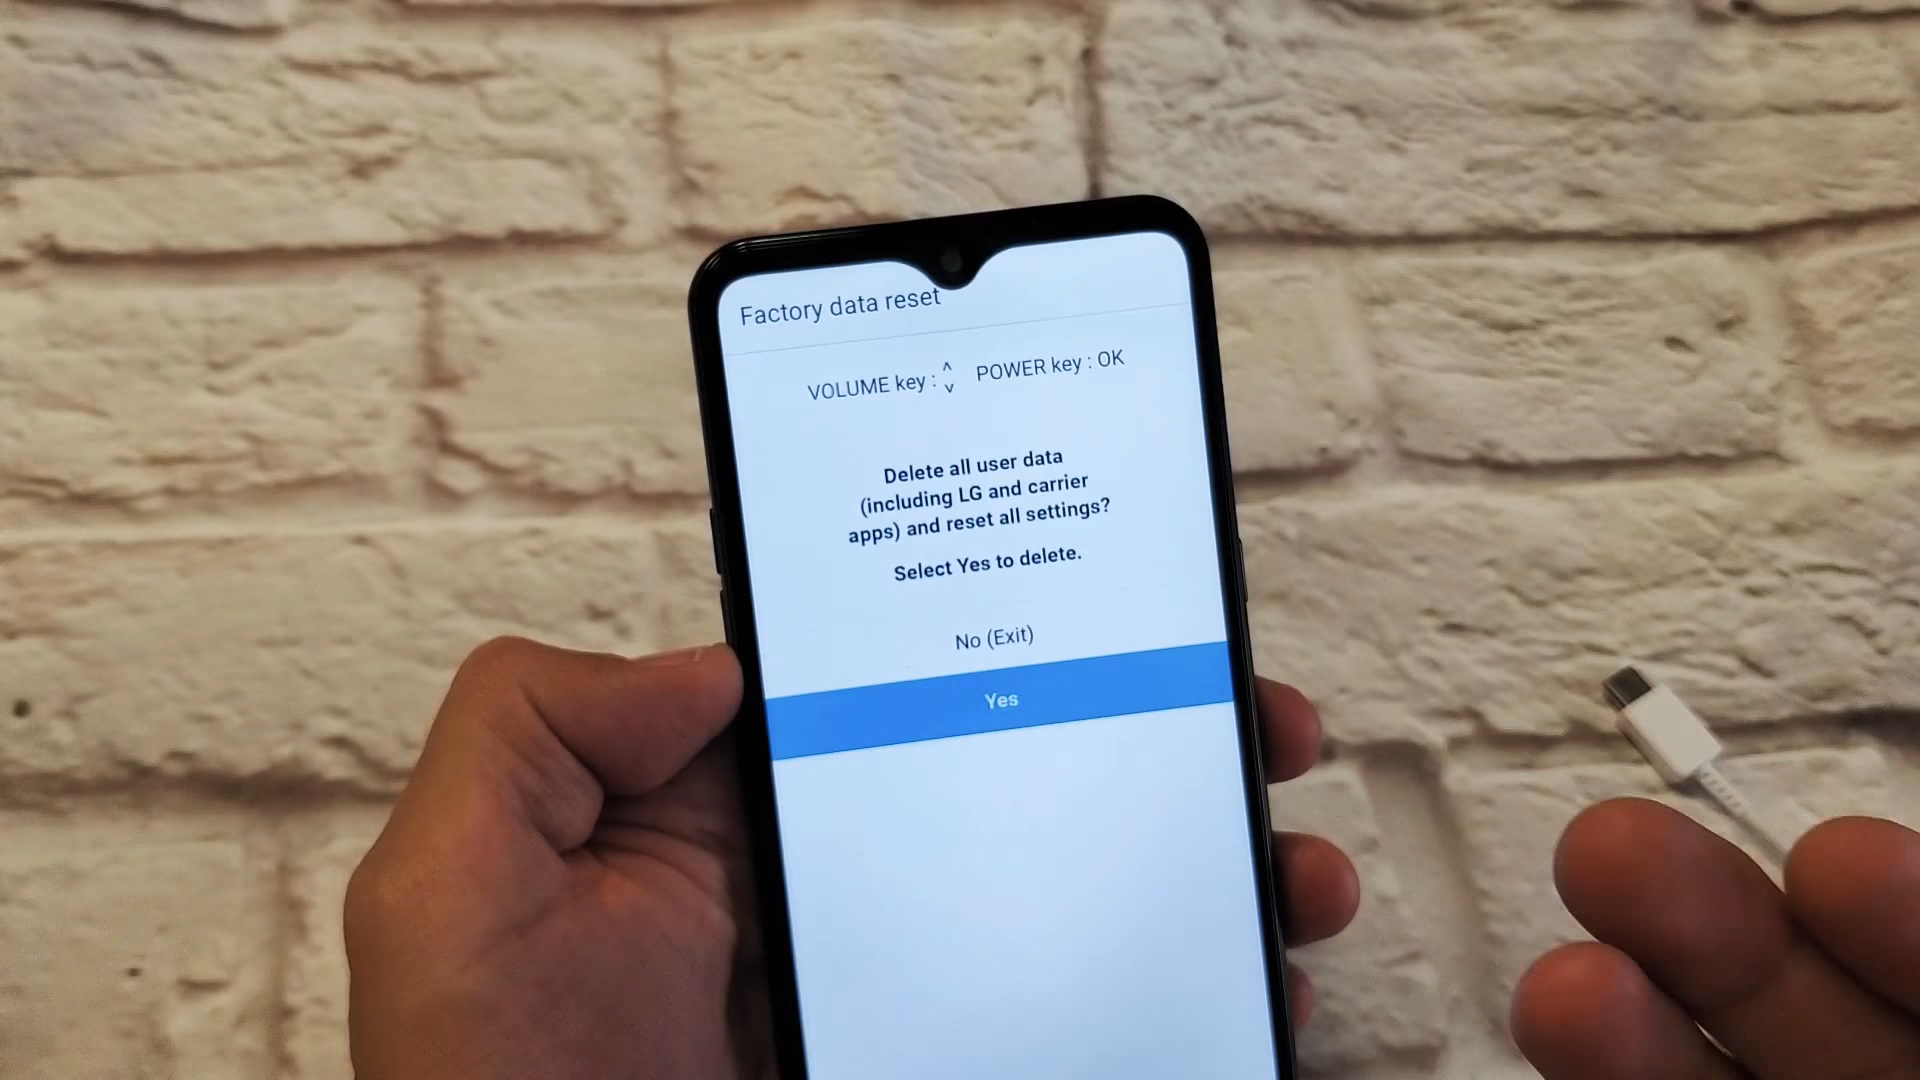 Factory data reset
VOLUME key : ^ v POWER key : OK
Delete all user data
(including LG and carrier
apps) and reset all settings?
Select Yes to delete.
No (Exit)
Yes